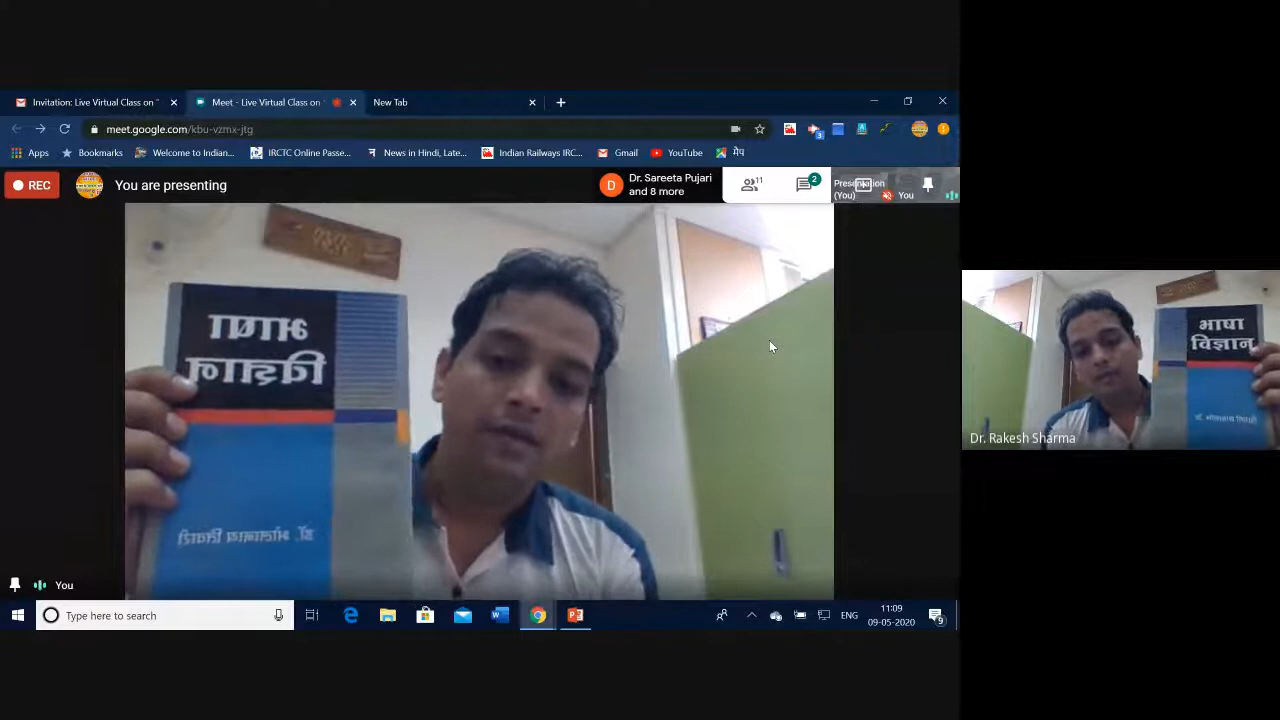 Invitation: Live Virtual Class on "
Meet - Live Virtual Class on
New Tab
meet.google.com/kbu-vzmx-jtg
Apps
Bookmarks
Welcome to Indian...
IRCTC Online Passe...
News in Hindi, Late...
Indian Railways IRC...
Gmail
YouTube
मैप
REC
You are presenting
Dr. Sareeta Pujari
and 8 more
11
2
Presentation
(You)
You
भाषा
विज्ञान
डॉ. भोलानाथ तिवारी
You
भाषा
विज्ञान
डॉ. भोलानाथ तिवारी
Dr. Rakesh Sharma
Type here to search
ENG
11:09
09-05-2020
9